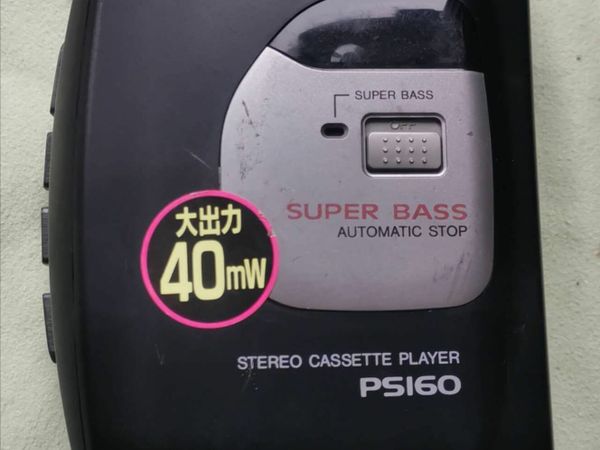 SUPER BASS
OFF
SUPER BASS
AUTOMATIC STOP
大出力
40mW
STEREO CASSETTE PLAYER
PS160